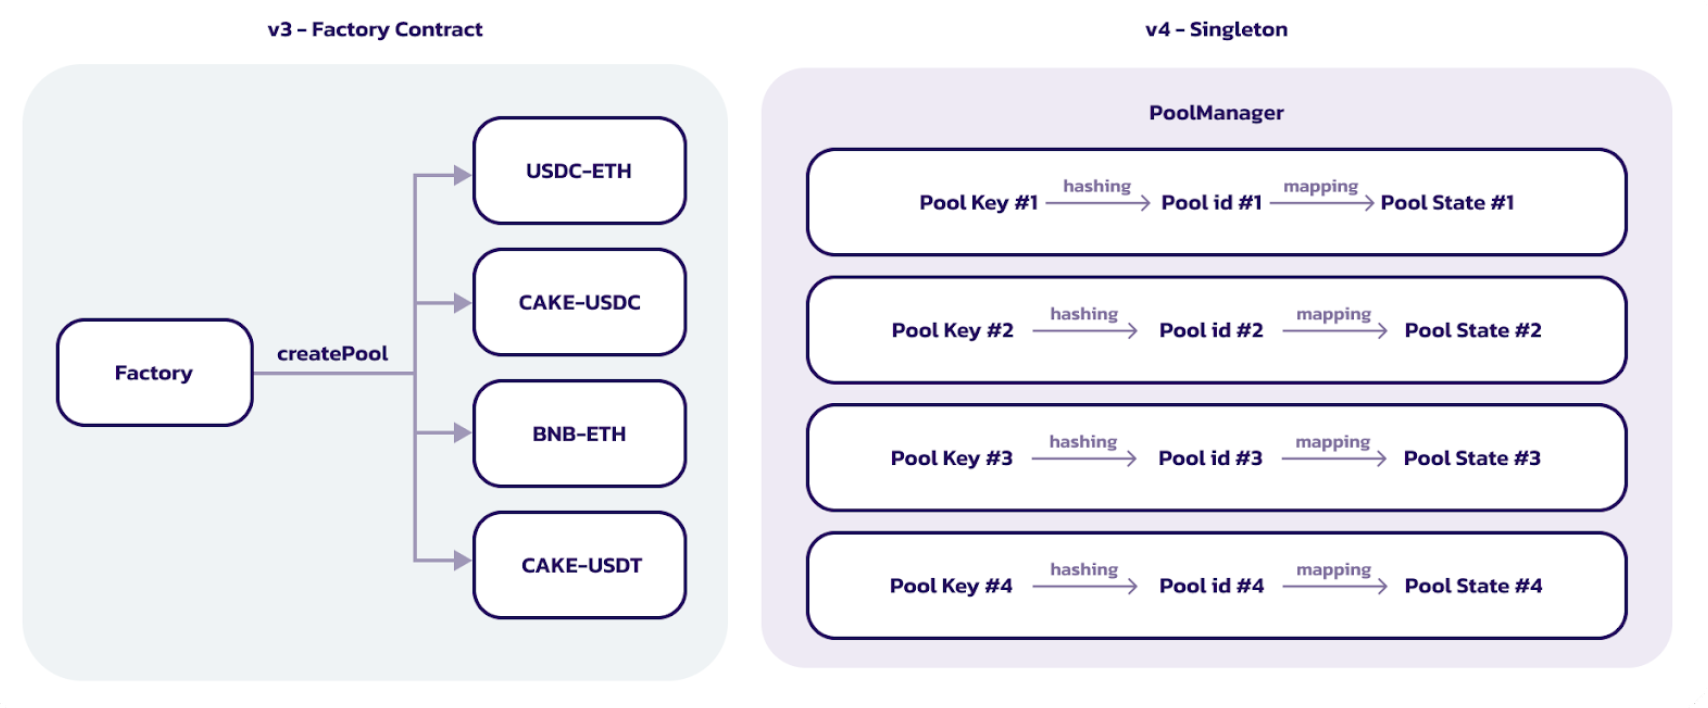 v3 - Factory Contract
Factory
createPool
USDC-ETH
CAKE-USDC
BNB-ETH
CAKE-USDT
v4 - Singleton
PoolManager
Pool Key #1 hashing Pool id #1 mapping Pool State #1
Pool Key #2 hashing Pool id #2 mapping Pool State #2
Pool Key #3 hashing Pool id #3 mapping Pool State #3
Pool Key #4 hashing Pool id #4 mapping Pool State #4